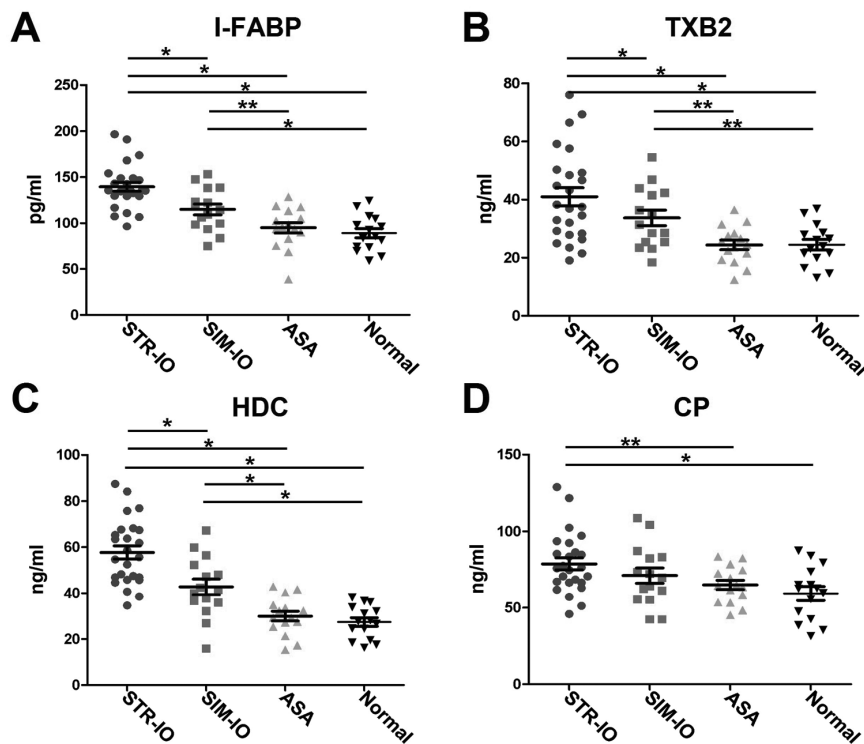 A
I-FABP
*
*
*
**
*
250
200
150
100
50
0
pg/ml
STR-IO
SIM-IO
ASA
Normal
B
TXB2
*
*
*
**
**
80
60
40
20
0
ng/ml
STR-IO
SIM-IO
ASA
Normal
C
HDC
*
*
*
*
*
100
80
60
40
20
0
ng/ml
STR-IO
SIM-IO
ASA
Normal
D
CP
**
*
150
100
50
0
ng/ml
STR-IO
SIM-IO
ASA
Normal